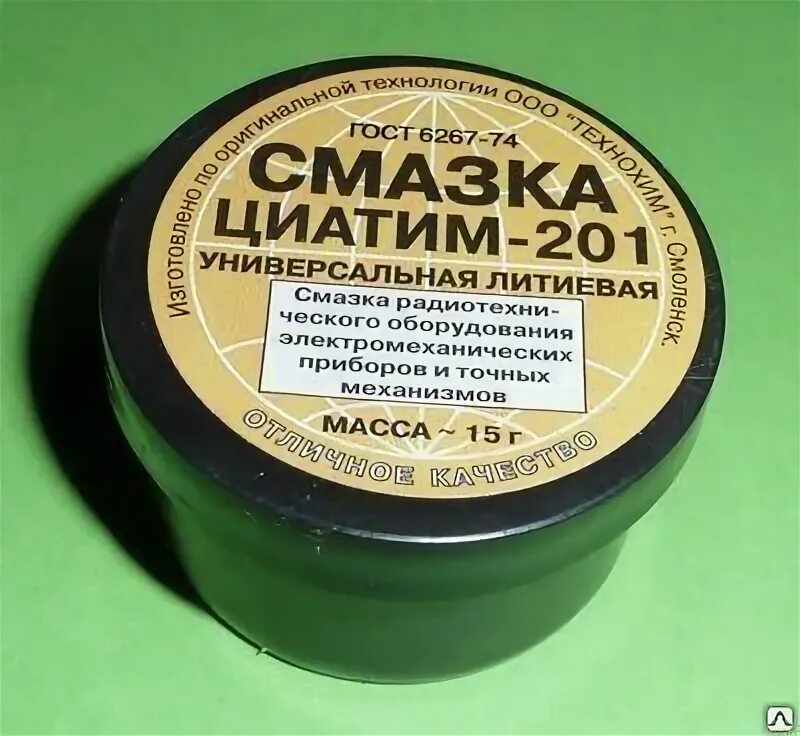 Изготовлено по оригинальной технологии ООО "ТЕХНОХИМ" г. Смоленск.
ГОСТ 6267-74
СМАЗКА
ЦИАТИМ-201
УНИВЕРСАЛЬНАЯ ЛИТИЕВАЯ
Смазка радиотехни-
ческого оборудования
электромеханических
приборов и точных
механизмов
МАССА ~ 15 г
ОТЛИЧНОЕ КАЧЕСТВО